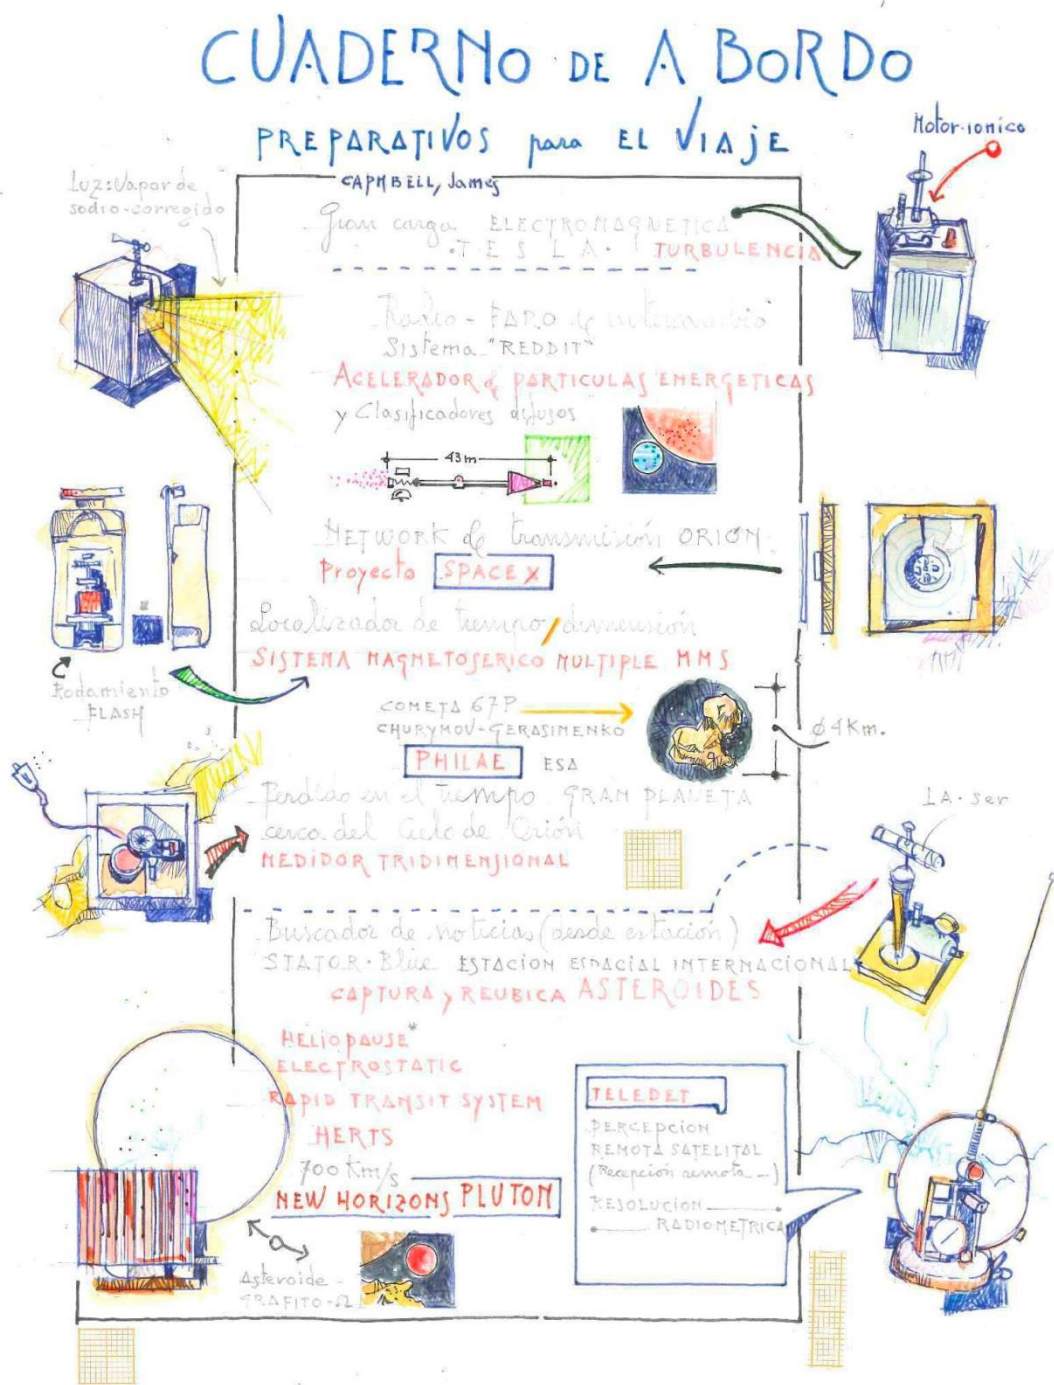 CUADERNO DE A BORDO
PREPARATIVOS para EL VIAJE
Motor-ionico
Luz: Vapor de
sodio-corregido
CAPMBELL, James
Gran carga ELECTROMAGNETICA
·T E S L A· TURBULENCIA
Radio - FARO de intercambio
Sistema "REDDIT"
ACELERADOR de PARTICULAS ENERGETICAS
y Clasificadores difusos
43m
NETWORK de transmisión ORION
Proyecto SPACE X
Localizador de tiempo/dimensión
SISTEMA MAGNETOSERICO MULTIPLE MMS
Rodamiento
FLASH
COMETA 67P
CHURYMOV-GERASIMENKO
ø 4Km.
PHILAE ESA
Perdido en el tiempo GRAN PLANETA
cerca del Cielo de Orión
MEDIDOR TRIDIMENSIONAL
LA-ser
Buscador de noticias (desde estación)
STATOR·Blue ESTACION ESPACIAL INTERNACIONAL
CAPTURA y REUBICA ASTEROIDES
HELIOPAUSE*
ELECTROSTATIC
RAPID TRANSIT SYSTEM
HERTS
700 Km/s
NEW HORIZONS PLUTON
TELEDET
PERCEPCION
REMOTA SATELITAL
(Recepción remota -)
RESOLUCION
RADIOMETRICA
Asteroide -
GRAFITO-Ω